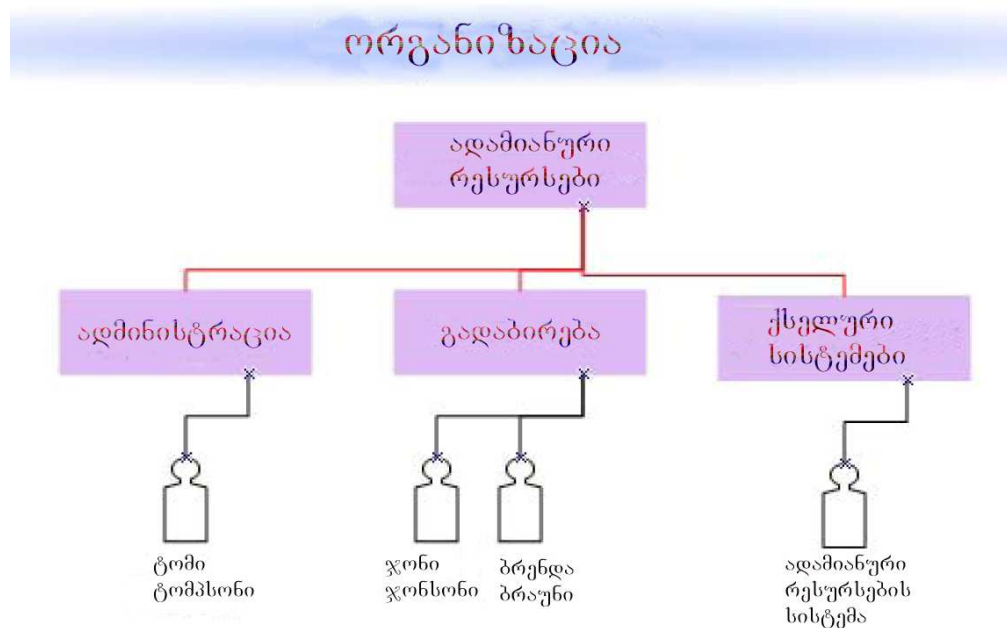 ორგანიზაცია
ადამიანური
რესურსები
ადმინისტრაცია
გადაბირება
ქსელური
სისტემები
ტომი
ტომპსონი
ჯონი
ჯონსონი
ბრენდა
ბრაუნი
ადამიანური
რესურსების
სისტემა